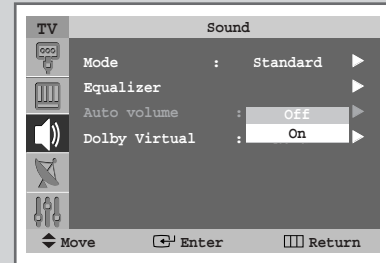 TV Sound
Mode : Standard
Equalizer
Auto volume : Off
Dolby Virtual : On
Move Enter Return